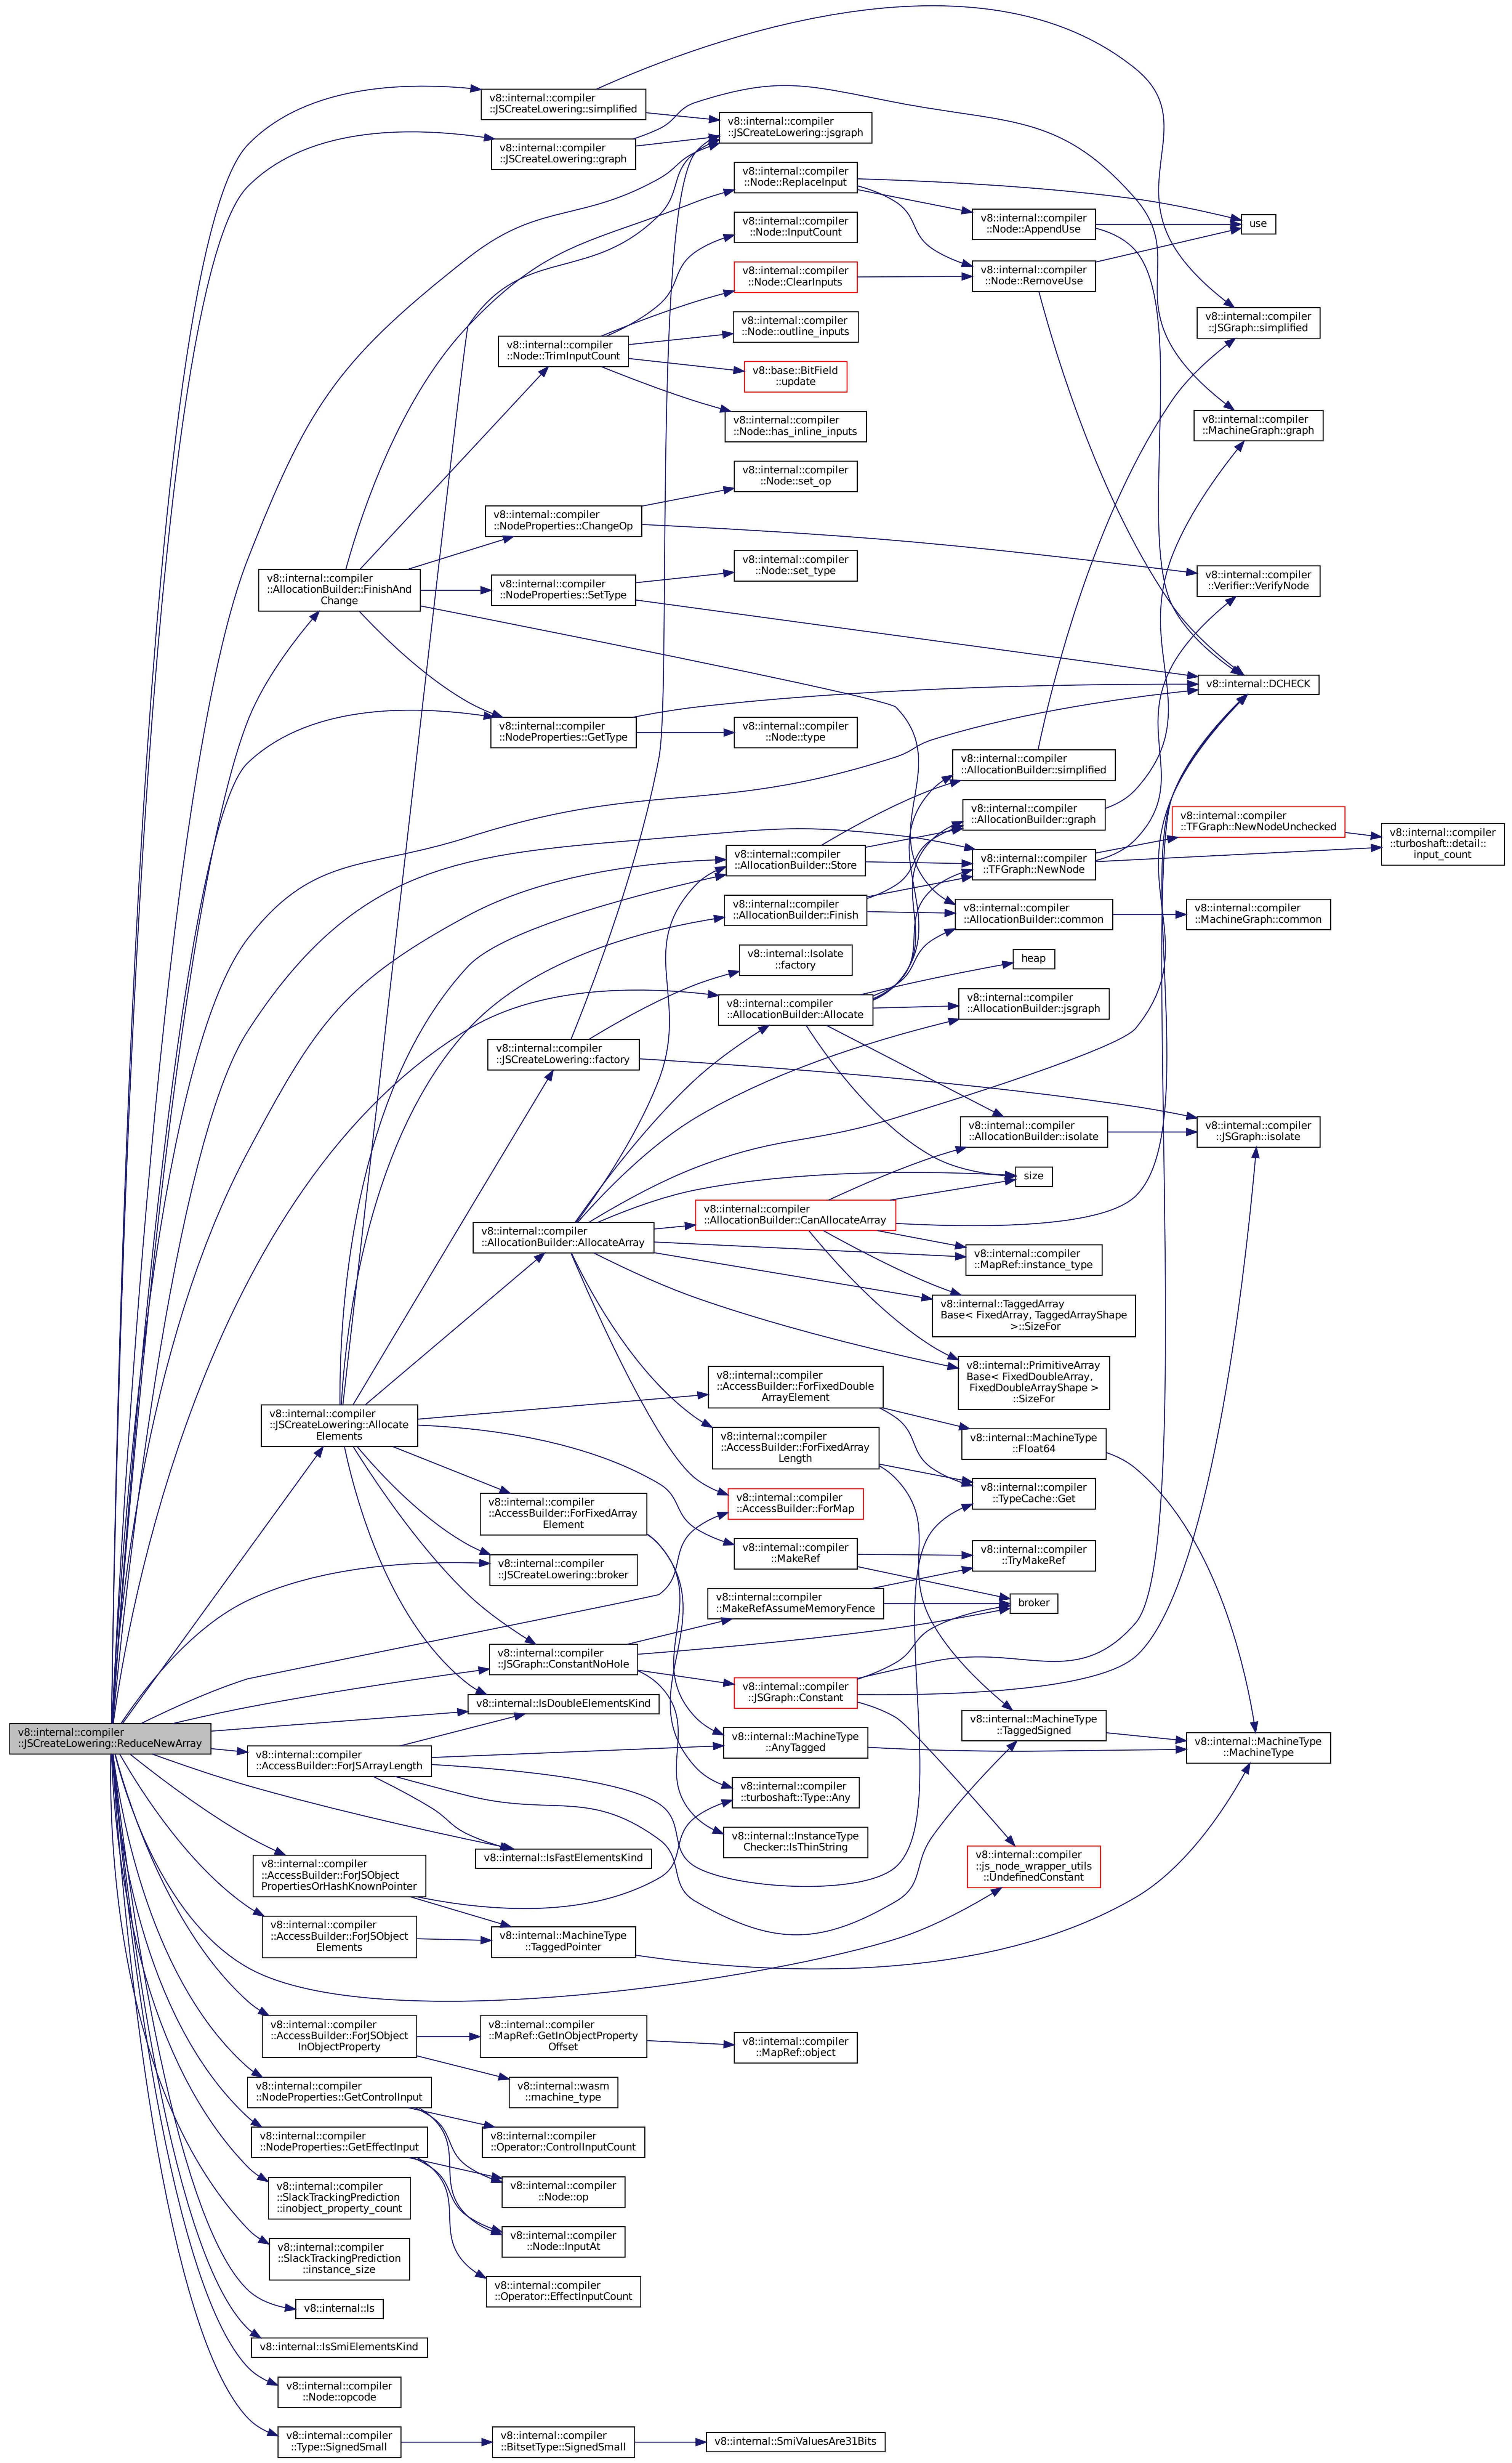 v8::internal::compiler
::JSCreateLowering::simplified
v8::internal::compiler
::JSCreateLowering::jsgraph
v8::internal::compiler
::JSCreateLowering::graph
v8::internal::compiler
::Node::ReplaceInput
v8::internal::compiler
::Node::AppendUse
use
v8::internal::compiler
::Node::InputCount
v8::internal::compiler
::Node::ClearInputs
v8::internal::compiler
::Node::RemoveUse
v8::internal::compiler
::JSGraph::simplified
v8::internal::compiler
::Node::outline_inputs
v8::internal::compiler
::Node::TrimInputCount
v8::base::BitField
::update
v8::internal::compiler
::Node::has_inline_inputs
v8::internal::compiler
::MachineGraph::graph
v8::internal::compiler
::Node::set_op
v8::internal::compiler
::NodeProperties::ChangeOp
v8::internal::compiler
::Node::set_type
v8::internal::compiler
::Verifier::VerifyNode
v8::internal::compiler
::AllocationBuilder::FinishAnd
Change
v8::internal::compiler
::NodeProperties::SetType
v8::internal::DCHECK
v8::internal::compiler
::NodeProperties::GetType
v8::internal::compiler
::Node::type
v8::internal::compiler
::AllocationBuilder::simplified
v8::internal::compiler
::AllocationBuilder::graph
v8::internal::compiler
::TFGraph::NewNodeUnchecked
v8::internal::compiler
::turboshaft::detail::
input_count
v8::internal::compiler
::AllocationBuilder::Store
v8::internal::compiler
::TFGraph::NewNode
v8::internal::compiler
::AllocationBuilder::Finish
v8::internal::compiler
::AllocationBuilder::common
v8::internal::compiler
::MachineGraph::common
v8::internal::Isolate
::factory
heap
v8::internal::compiler
::AllocationBuilder::Allocate
v8::internal::compiler
::AllocationBuilder::jsgraph
v8::internal::compiler
::JSCreateLowering::factory
v8::internal::compiler
::AllocationBuilder::isolate
v8::internal::compiler
::JSGraph::isolate
size
v8::internal::compiler
::AllocationBuilder::AllocateArray
v8::internal::compiler
::AllocationBuilder::CanAllocateArray
v8::internal::compiler
::MapRef::instance_type
v8::internal::TaggedArray
Base< FixedArray, TaggedArrayShape
>::SizeFor
v8::internal::PrimitiveArray
Base< FixedDoubleArray,
FixedDoubleArrayShape >
::SizeFor
v8::internal::compiler
::AccessBuilder::ForFixedDouble
ArrayElement
v8::internal::compiler
::JSCreateLowering::Allocate
Elements
v8::internal::MachineType
::Float64
v8::internal::compiler
::AccessBuilder::ForFixedArray
Length
v8::internal::compiler
::TypeCache::Get
v8::internal::compiler
::AccessBuilder::ForMap
v8::internal::compiler
::AccessBuilder::ForFixedArray
Element
v8::internal::compiler
::MakeRef
v8::internal::compiler
::TryMakeRef
v8::internal::compiler
::JSCreateLowering::broker
v8::internal::compiler
::MakeRefAssumeMemoryFence
broker
v8::internal::compiler
::JSGraph::ConstantNoHole
v8::internal::compiler
::JSGraph::Constant
v8::internal::IsDoubleElementsKind
v8::internal::compiler
::JSCreateLowering::ReduceNewArray
v8::internal::compiler
::AccessBuilder::ForJSArrayLength
v8::internal::MachineType
::AnyTagged
v8::internal::MachineType
::TaggedSigned
v8::internal::MachineType
::MachineType
v8::internal::compiler
::turboshaft::Type::Any
v8::internal::InstanceType
Checker::IsThinString
v8::internal::IsFastElementsKind
v8::internal::compiler
::js_node_wrapper_utils
::UndefinedConstant
v8::internal::compiler
::AccessBuilder::ForJSObject
PropertiesOrHashKnownPointer
v8::internal::compiler
::AccessBuilder::ForJSObject
Elements
v8::internal::MachineType
::TaggedPointer
v8::internal::compiler
::AccessBuilder::ForJSObject
InObjectProperty
v8::internal::compiler
::MapRef::GetInObjectProperty
Offset
v8::internal::compiler
::MapRef::object
v8::internal::wasm
::machine_type
v8::internal::compiler
::NodeProperties::GetControlInput
v8::internal::compiler
::Operator::ControlInputCount
v8::internal::compiler
::NodeProperties::GetEffectInput
v8::internal::compiler
::Node::op
v8::internal::compiler
::SlackTrackingPrediction
::inobject_property_count
v8::internal::compiler
::Node::InputAt
v8::internal::compiler
::SlackTrackingPrediction
::instance_size
v8::internal::compiler
::Operator::EffectInputCount
v8::internal::Is
v8::internal::IsSmiElementsKind
v8::internal::compiler
::Node::opcode
v8::internal::compiler
::Type::SignedSmall
v8::internal::compiler
::BitsetType::SignedSmall
v8::internal::SmiValuesAre31Bits